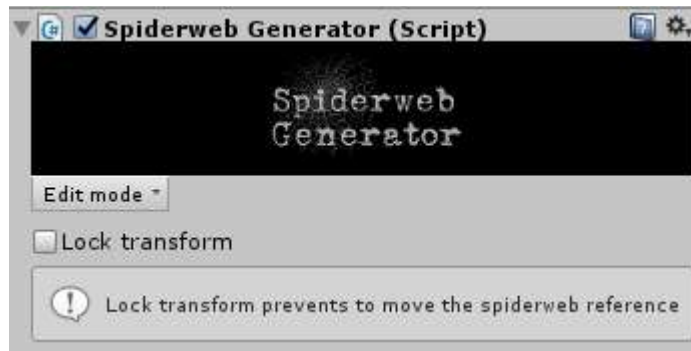 Spiderweb Generator (Script)
Spiderweb
Generator
Edit mode
Lock transform
Lock transform prevents to move the spiderweb reference